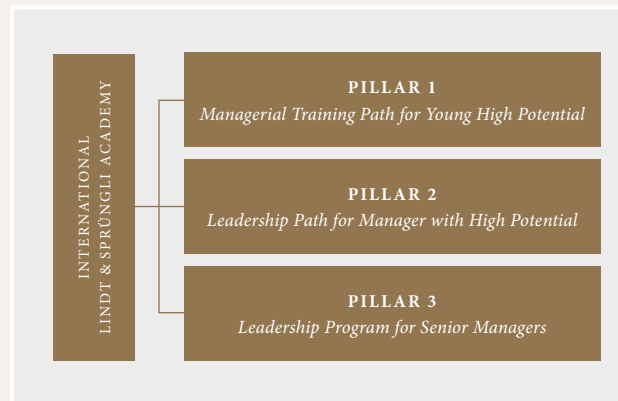 INTERNATIONAL
LINDT & SPRÜNGLI ACADEMY
PILLAR 1
Managerial Training Path for Young High Potential
PILLAR 2
Leadership Path for Manager with High Potential
PILLAR 3
Leadership Program for Senior Managers